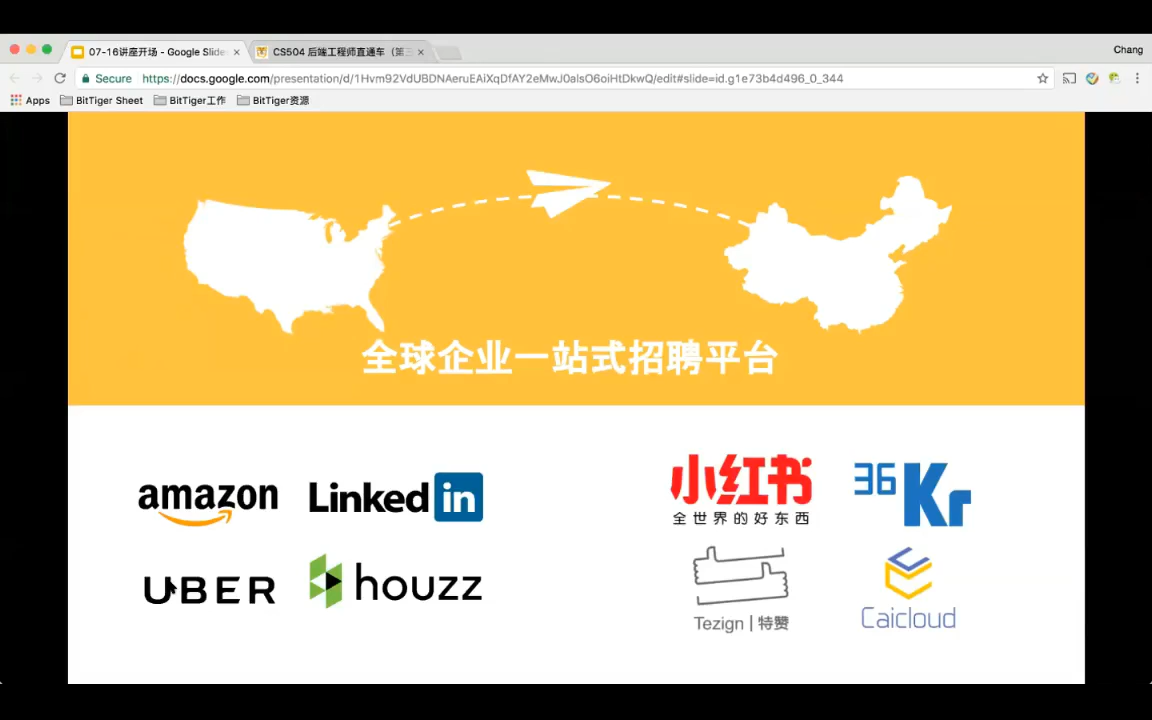 07-16讲座开场 - Google Slide
CS504 后端工程师直通车（第三
Chang
Secure
https://docs.google.com/presentation/d/1Hvm92VdUBDNAeruEAiXqDfAY2eMwJ0alsO6oiHtDkwQ/edit#slide=id.g1e73b4d496_0_344
Apps
BitTiger Sheet
BitTiger工作
BitTiger资源
全球企业一站式招聘平台
amazon
Linked in
UBER
houzz
小红书
全世界的好东西
36Kr
Tezign | 特赞
Caicloud